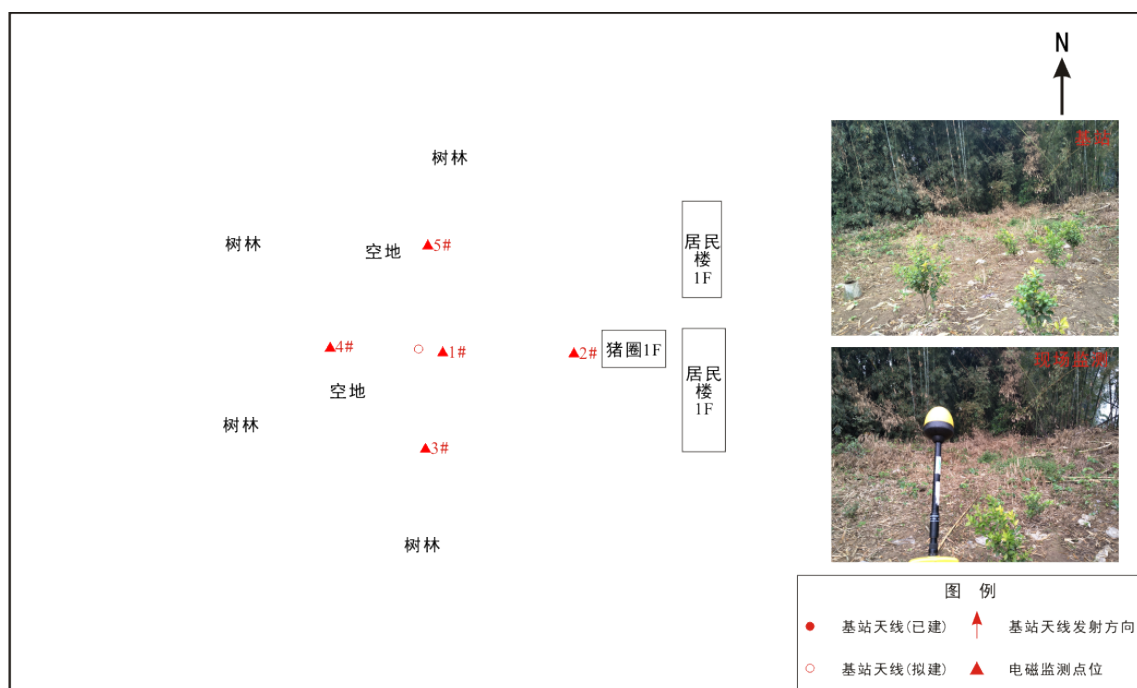 N
基站
树林
居民
楼
1F
树林
空地
▲5#
▲4#
▲1#
▲2#
猪圈1F
居民
楼
1F
现场监测
空地
树林
▲3#
树林
图 例
基站天线(已建)
基站天线发射方向
基站天线(拟建)
电磁监测点位